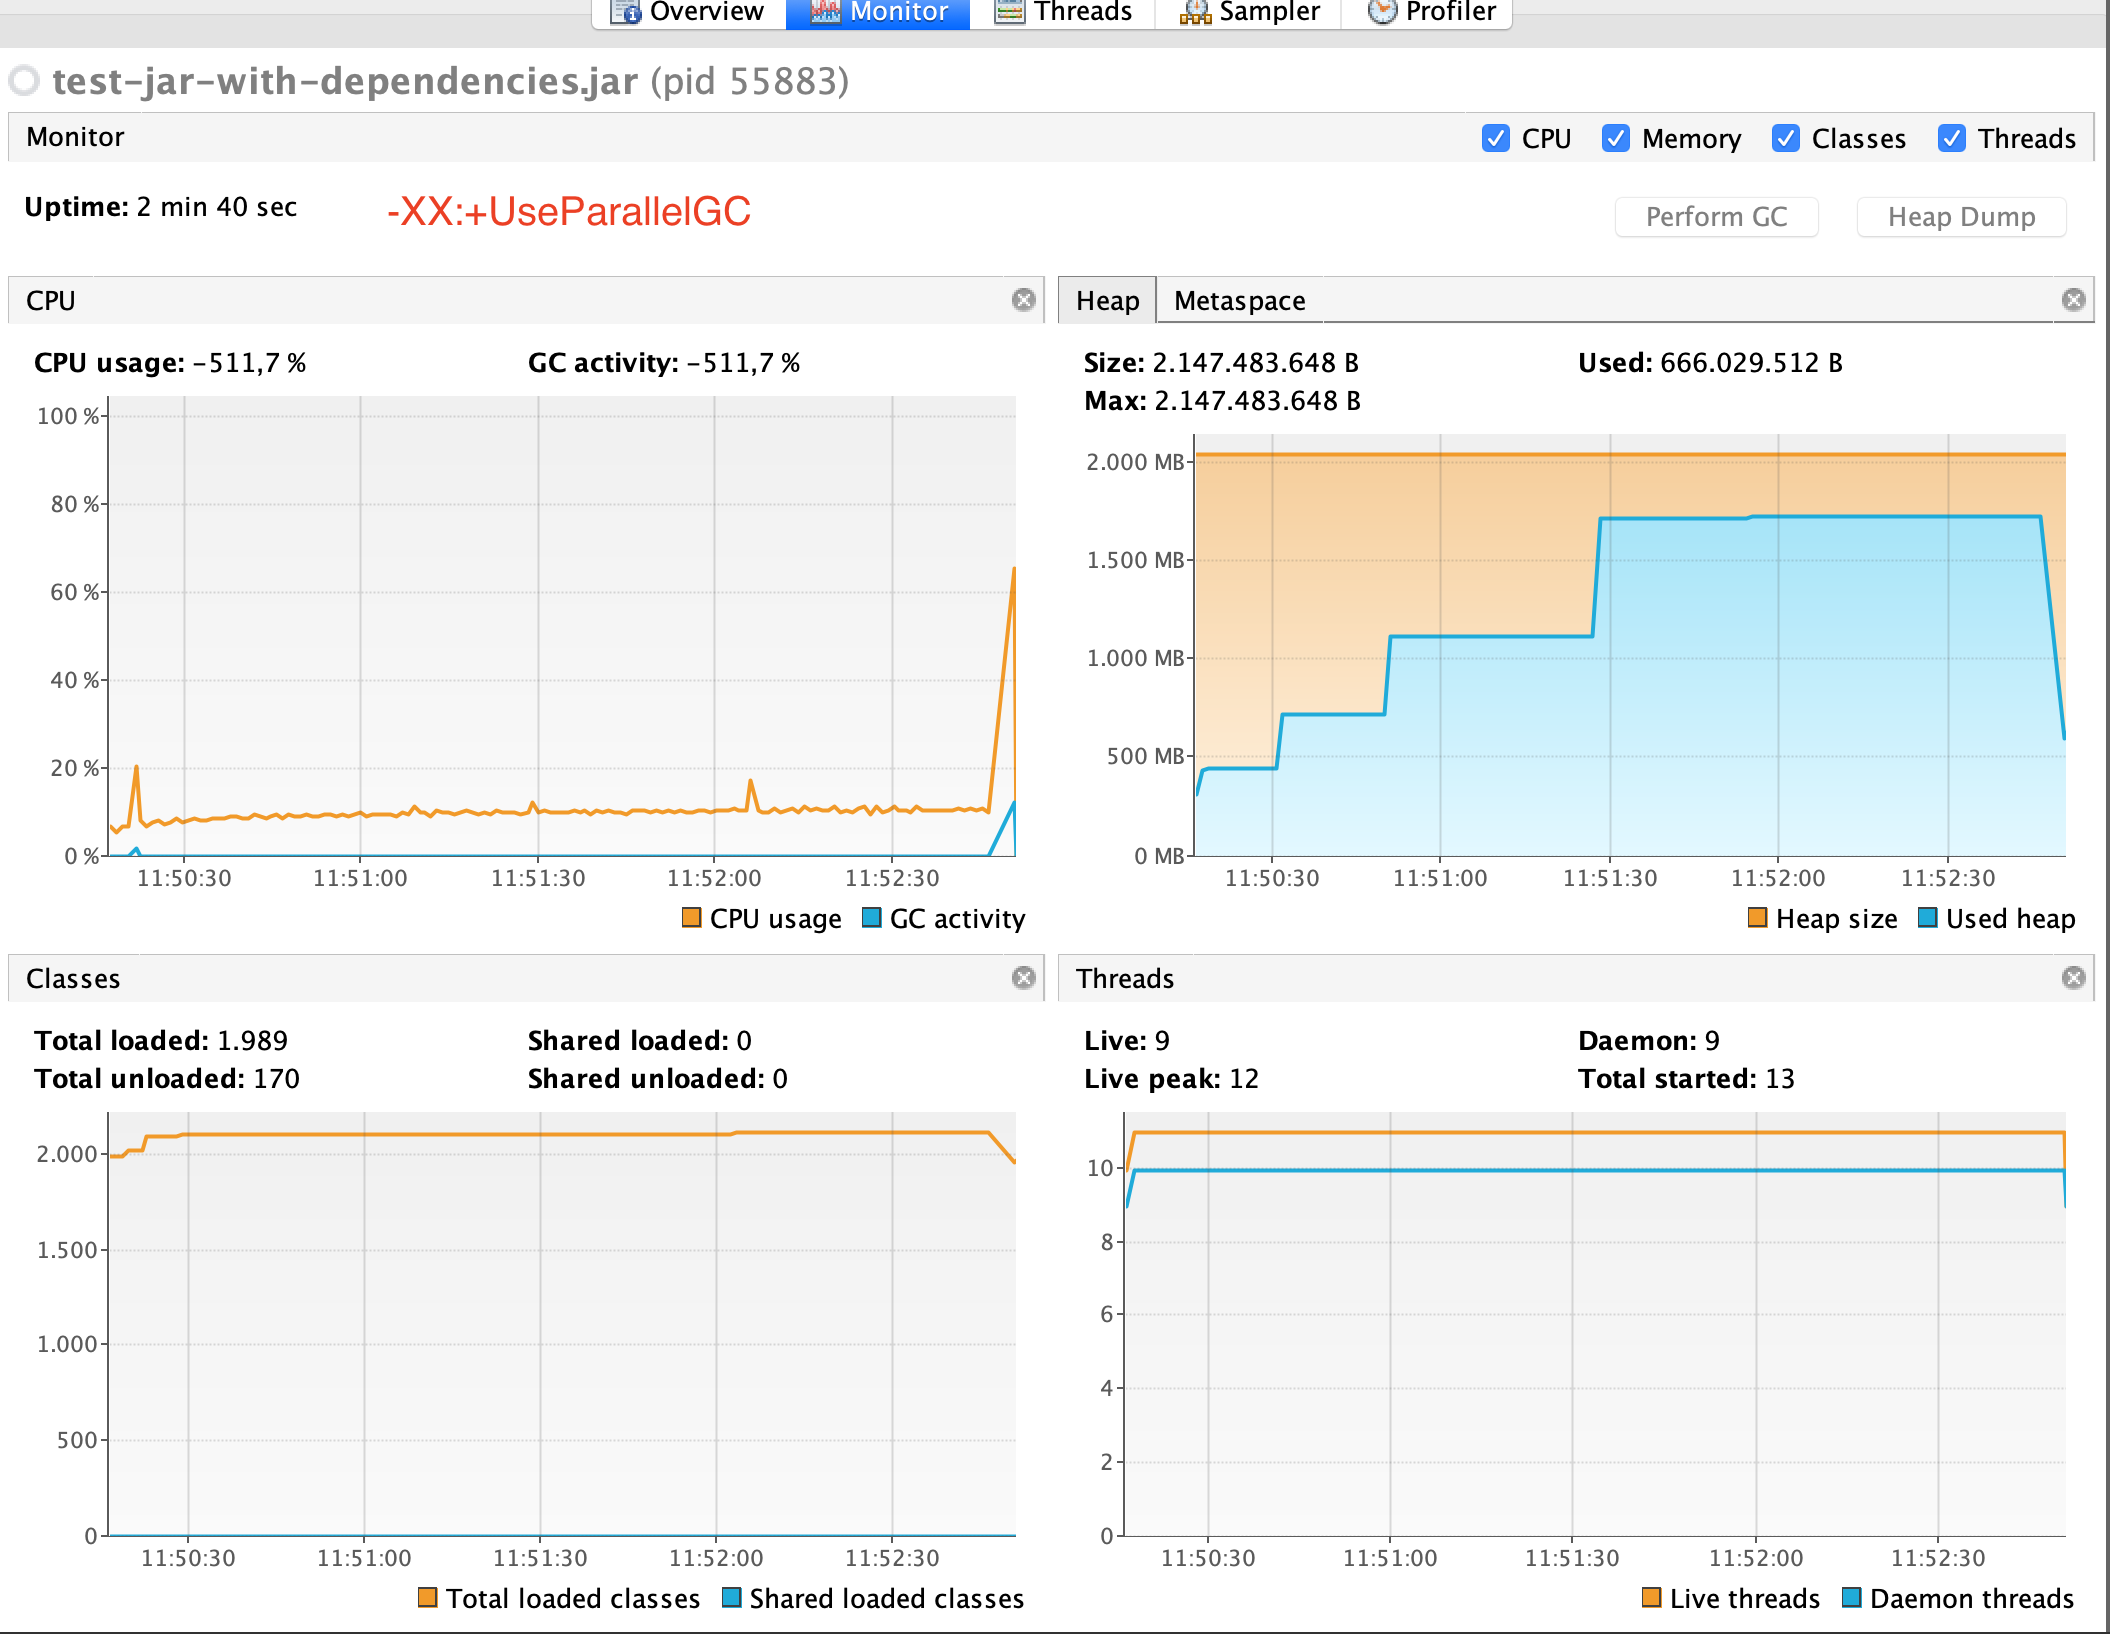 Overview Monitor Threads Sampler Profiler
test-jar-with-dependencies.jar (pid 55883)
Monitor CPU Memory Classes Threads
Uptime: 2 min 40 sec -XX:+UseParallelGC Perform GC Heap Dump
CPU
CPU usage: -511,7 % GC activity: -511,7 %
100 %
80 %
60 %
40 %
20 %
0 %
11:50:30 11:51:00 11:51:30 11:52:00 11:52:30
CPU usage GC activity
Heap Metaspace
Size: 2.147.483.648 B Used: 666.029.512 B
Max: 2.147.483.648 B
2.000 MB
1.500 MB
1.000 MB
500 MB
0 MB
11:50:30 11:51:00 11:51:30 11:52:00 11:52:30
Heap size Used heap
Classes
Total loaded: 1.989 Shared loaded: 0
Total unloaded: 170 Shared unloaded: 0
2.000
1.500
1.000
500
0
11:50:30 11:51:00 11:51:30 11:52:00 11:52:30
Total loaded classes Shared loaded classes
Threads
Live: 9 Daemon: 9
Live peak: 12 Total started: 13
10
8
6
4
2
0
11:50:30 11:51:00 11:51:30 11:52:00 11:52:30
Live threads Daemon threads